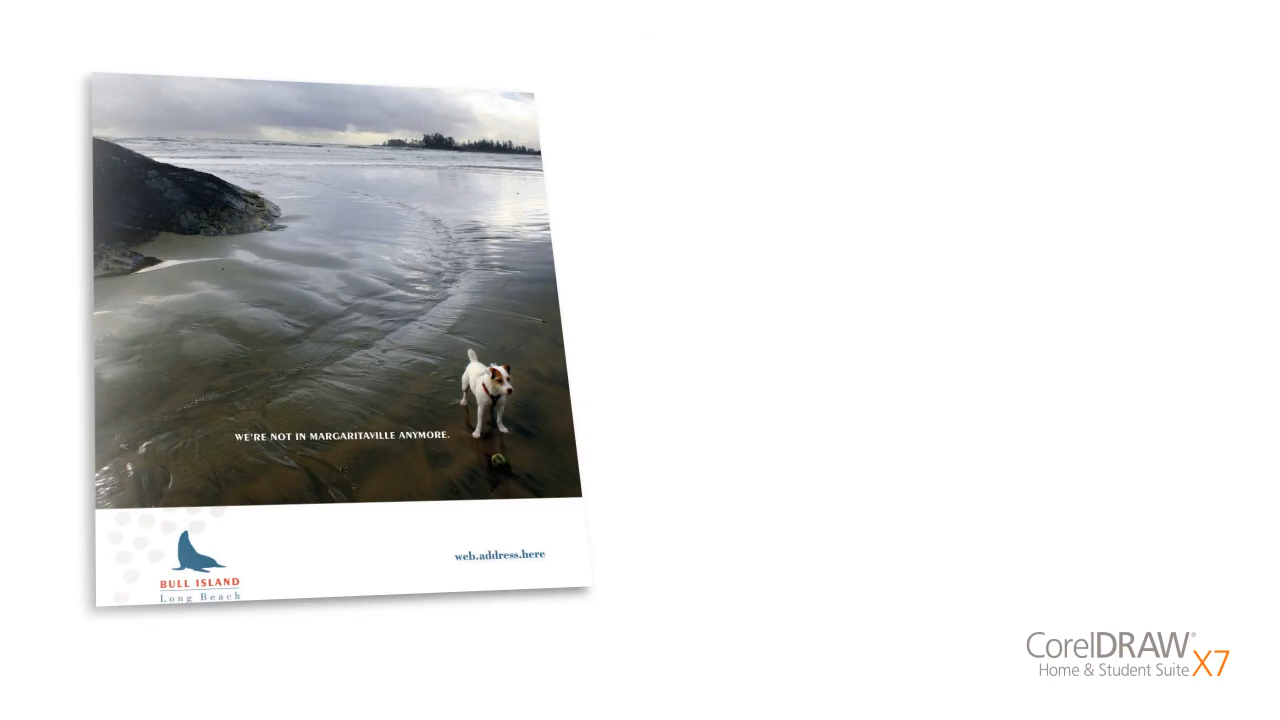 WE'RE NOT IN MARGARITAVILLE ANYMORE.
web.address.here
BULL ISLAND
Long Beach
CorelDRAW® X7
Home & Student Suite